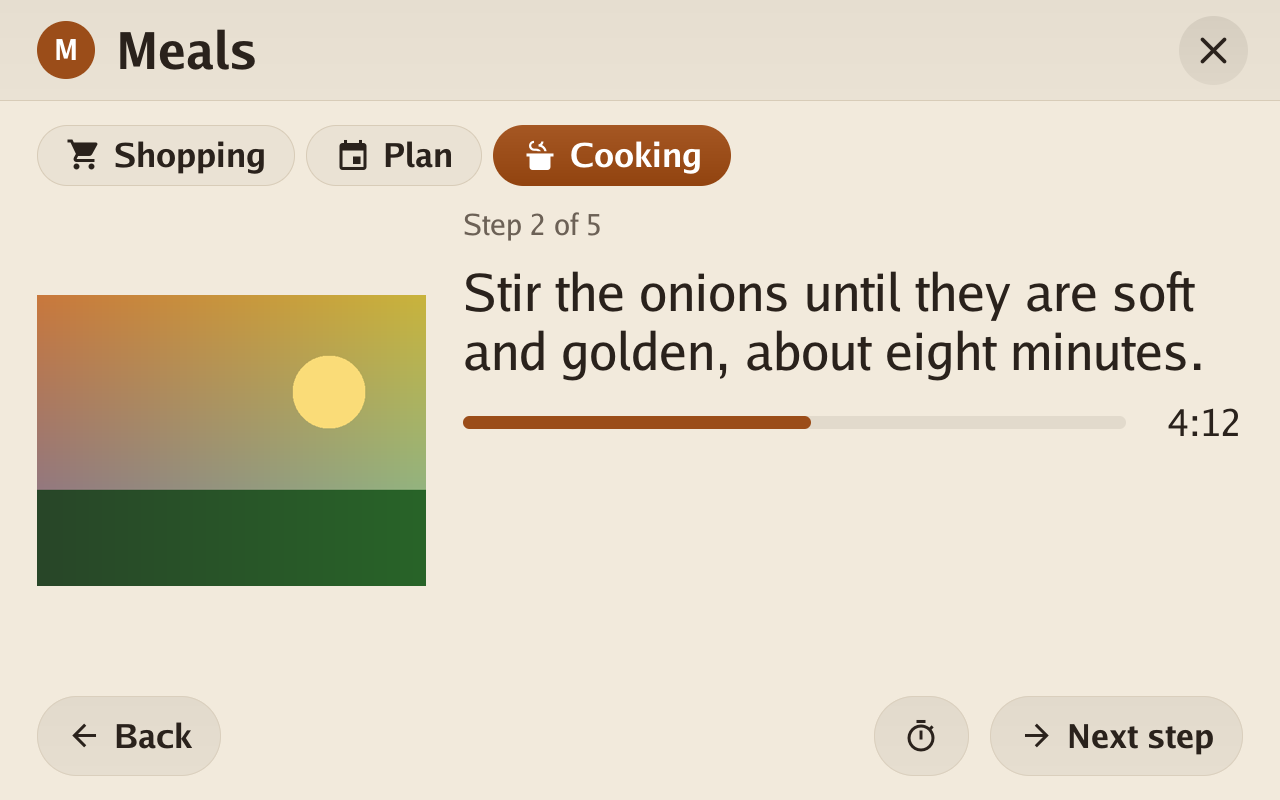 M Meals
Shopping Plan Cooking
Step 2 of 5
Stir the onions until they are soft
and golden, about eight minutes.
4:12
Back Next step